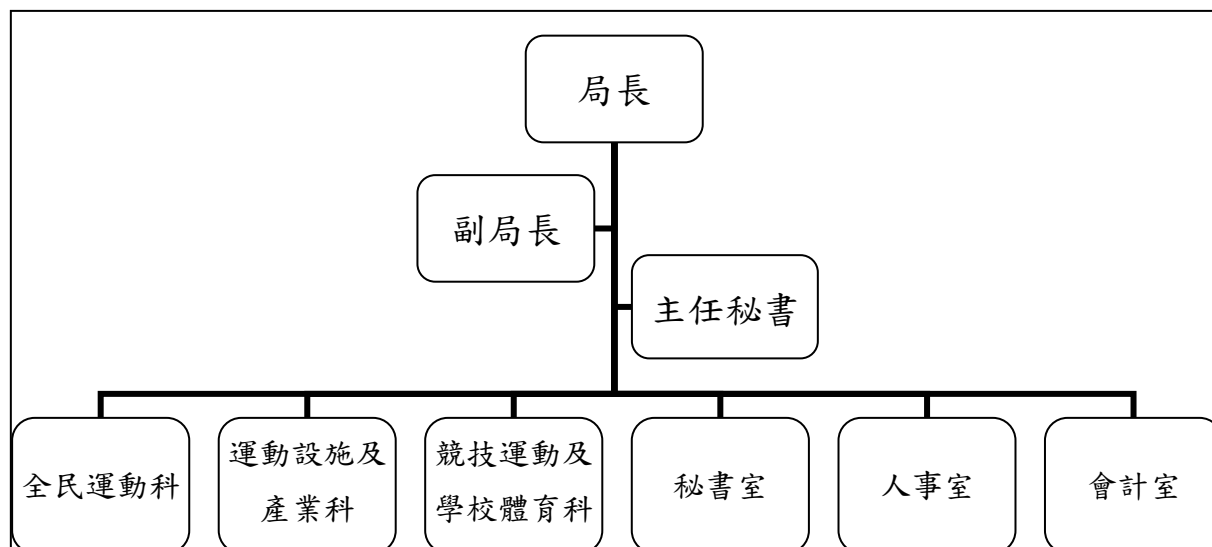 局長
副局長
主任秘書
全民運動科
運動設施及
產業科
競技運動及
學校體育科
秘書室
人事室
會計室